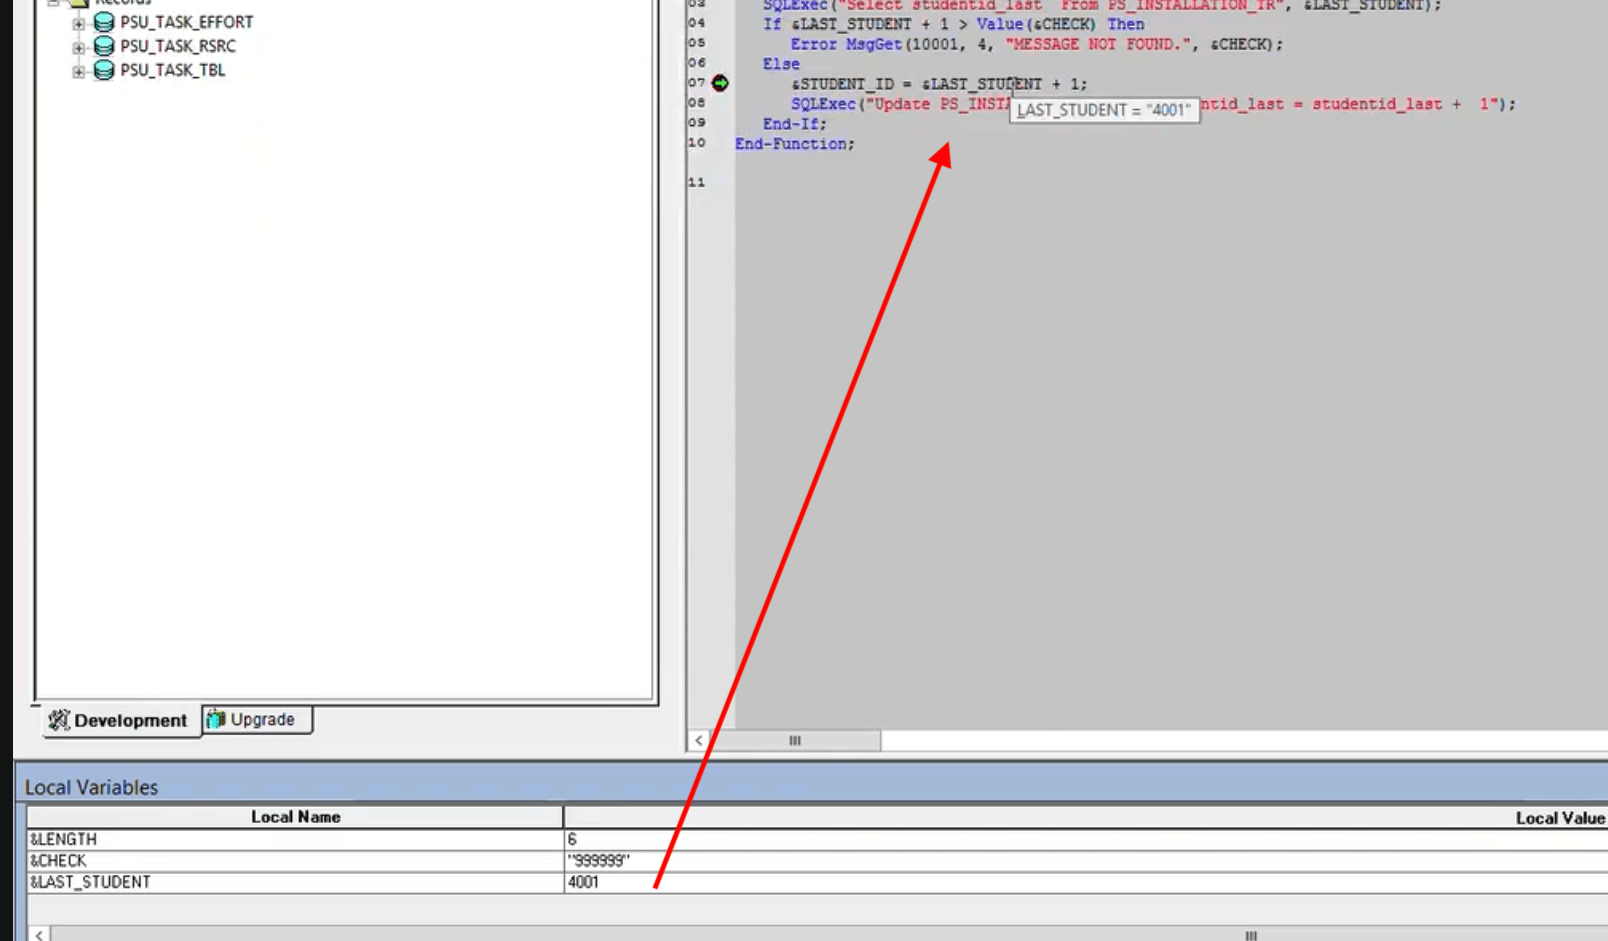 Records
PSU_TASK_EFFORT
PSU_TASK_RSRC
PSU_TASK_TBL
03 SQLExec("Select studentid_last From PS_INSTALLATION_TR", &LAST_STUDENT);
04 If &LAST_STUDENT + 1 > Value(&CHECK) Then
05 Error MsgGet(10001, 4, "MESSAGE NOT FOUND.", &CHECK);
06 Else
07 &STUDENT_ID = &LAST_STUDENT + 1;
08 SQLExec("Update PS_INST ntid_last = studentid_last + 1");
LAST_STUDENT = "4001"
09 End-If;
10 End-Function;
11
Development
Upgrade
Local Variables
Local Name Local Value
&LENGTH 6
&CHECK "999999"
&LAST_STUDENT 4001